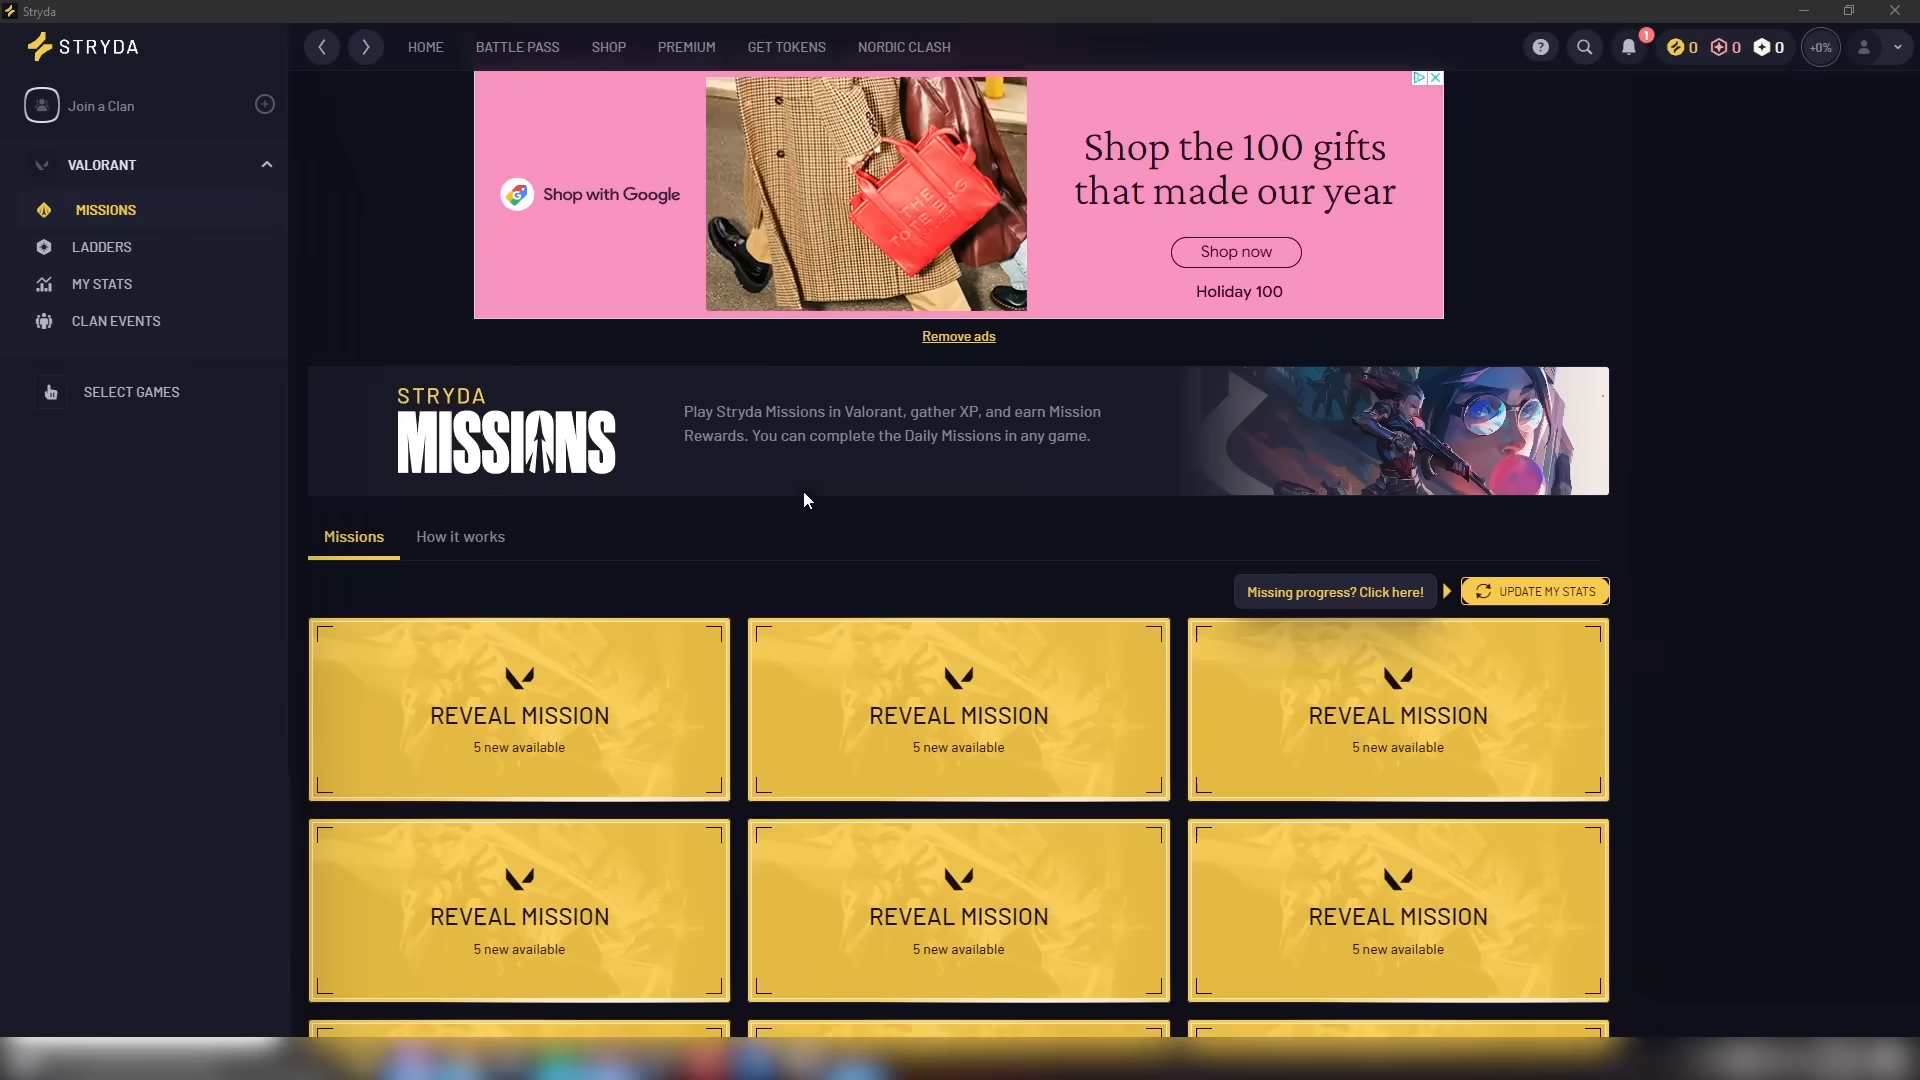 Stryda
STRYDA
HOME
BATTLE PASS
SHOP
PREMIUM
GET TOKENS
NORDIC CLASH
1
0
0
0
+0%
Join a Clan
VALORANT
MISSIONS
LADDERS
MY STATS
CLAN EVENTS
SELECT GAMES
Shop with Google
THE
TOTE BAG
Shop the 100 gifts
that made our year
Shop now
Holiday 100
Remove ads
STRYDA
MISSIONS
Play Stryda Missions in Valorant, gather XP, and earn Mission
Rewards. You can complete the Daily Missions in any game.
Missions
How it works
Missing progress? Click here!
UPDATE MY STATS
REVEAL MISSION
5 new available
REVEAL MISSION
5 new available
REVEAL MISSION
5 new available
REVEAL MISSION
5 new available
REVEAL MISSION
5 new available
REVEAL MISSION
5 new available